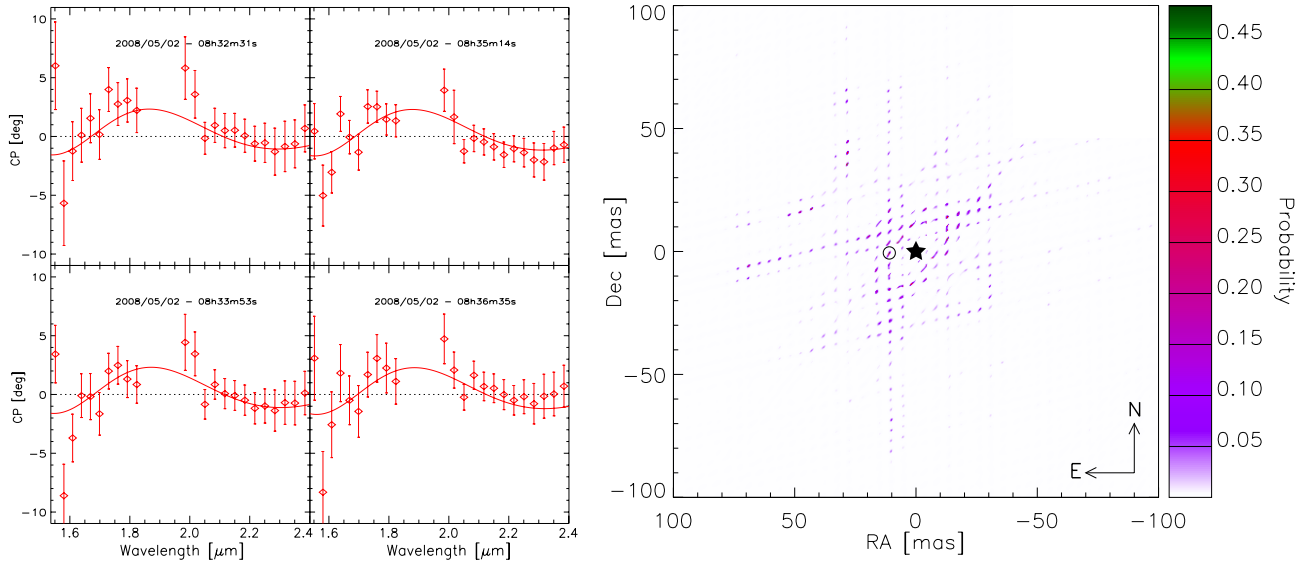 2008/05/02 – 08h32m31s
2008/05/02 – 08h35m14s
10
5
0
−5
−10
CP [deg]
2008/05/02 – 08h33m53s
2008/05/02 – 08h36m35s
10
5
0
−5
−10
CP [deg]
1.6 1.8 2.0 2.2
1.6 1.8 2.0 2.2 2.4
Wavelength [μm]
Wavelength [μm]
100
50
0
−50
−100
Dec [mas]
100 50 0 −50 −100
RA [mas]
N
E
0.45
0.40
0.35
0.30
0.25
0.20
0.15
0.10
0.05
Probability